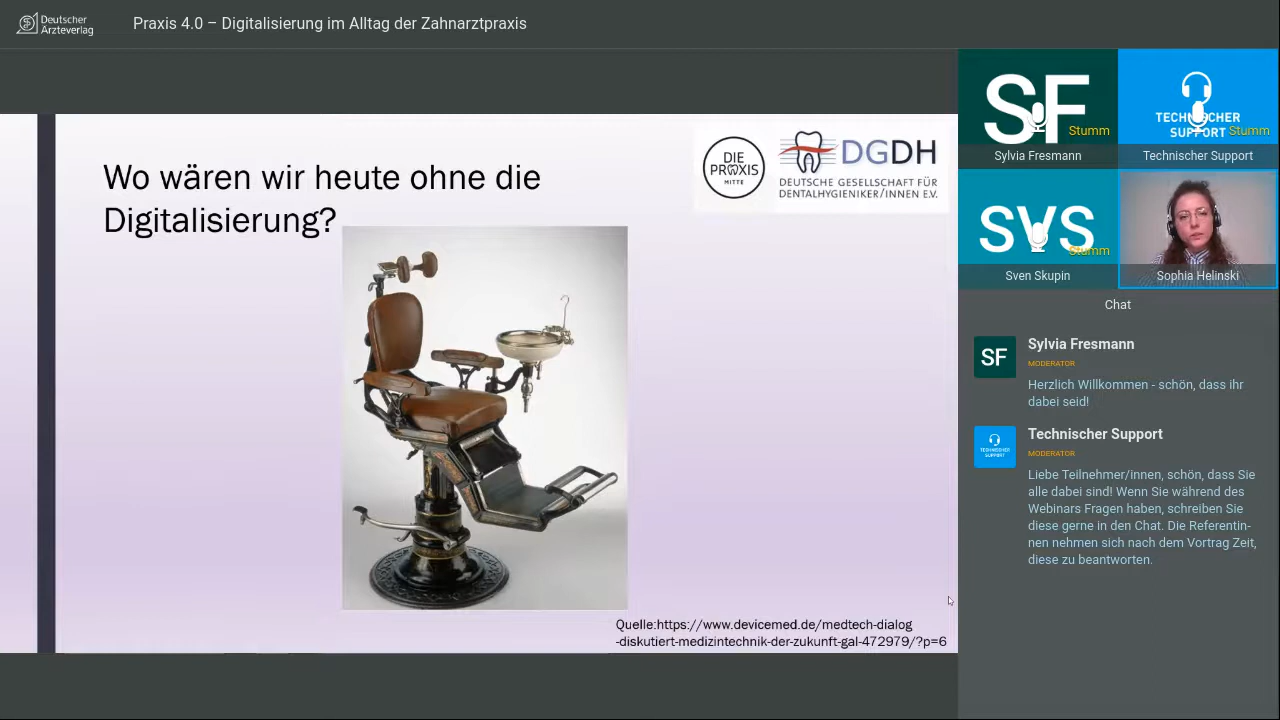 Deutscher
Ärzteverlag
Praxis 4.0 – Digitalisierung im Alltag der Zahnarztpraxis
Wo wären wir heute ohne die
Digitalisierung?
DIE
PRAXIS
MITTE
DGDH
DEUTSCHE GESELLSCHAFT FÜR
DENTALHYGIENIKER/INNEN E.V.
Quelle:https://www.devicemed.de/medtech-dialog
-diskutiert-medizintechnik-der-zukunft-gal-472979/?p=6
SF
Stumm
Sylvia Fresmann
TECHNISCHER
SUPPORT
Stumm
Technischer Support
SVS
Stumm
Sven Skupin
Sophia Helinski
Chat
SF
Sylvia Fresmann
MODERATOR
Herzlich Willkommen - schön, dass ihr
dabei seid!
TECHNISCHER
SUPPORT
Technischer Support
MODERATOR
Liebe Teilnehmer/innen, schön, dass Sie
alle dabei sind! Wenn Sie während des
Webinars Fragen haben, schreiben Sie
diese gerne in den Chat. Die Referentin-
nen nehmen sich nach dem Vortrag Zeit,
diese zu beantworten.